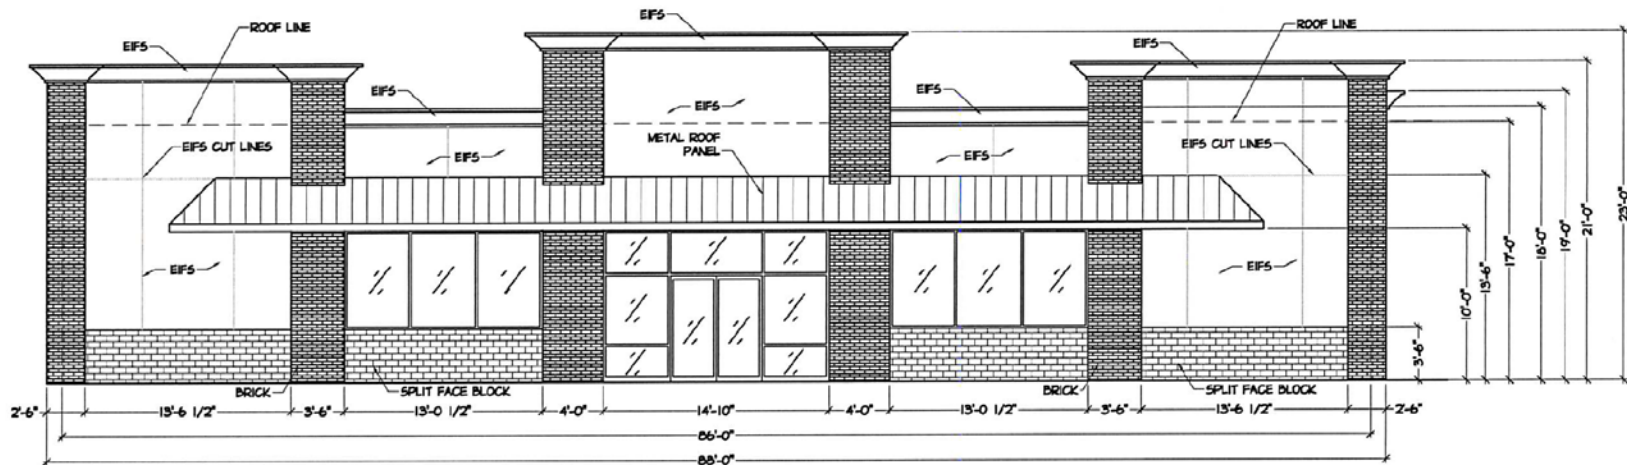 EIFS
ROOF LINE
EIFS
EIFS
ROOF LINE
EIFS
EIFS
EIFS
EIFS
METAL ROOF
PANEL
EIFS CUT LINES
EIFS
EIFS
EIFS CUT LINES
EIFS
EIFS
10'-0"
13'-6"
17'-0"
18'-0"
19'-0"
21'-0"
23'-0"
3'-6"
BRICK
SPLIT FACE BLOCK
BRICK
SPLIT FACE BLOCK
2'-6" 13'-6 1/2" 3'-6" 13'-0 1/2" 4'-0" 14'-10" 4'-0" 13'-0 1/2" 3'-6" 13'-6 1/2" 2'-6"
86'-0"
88'-0"